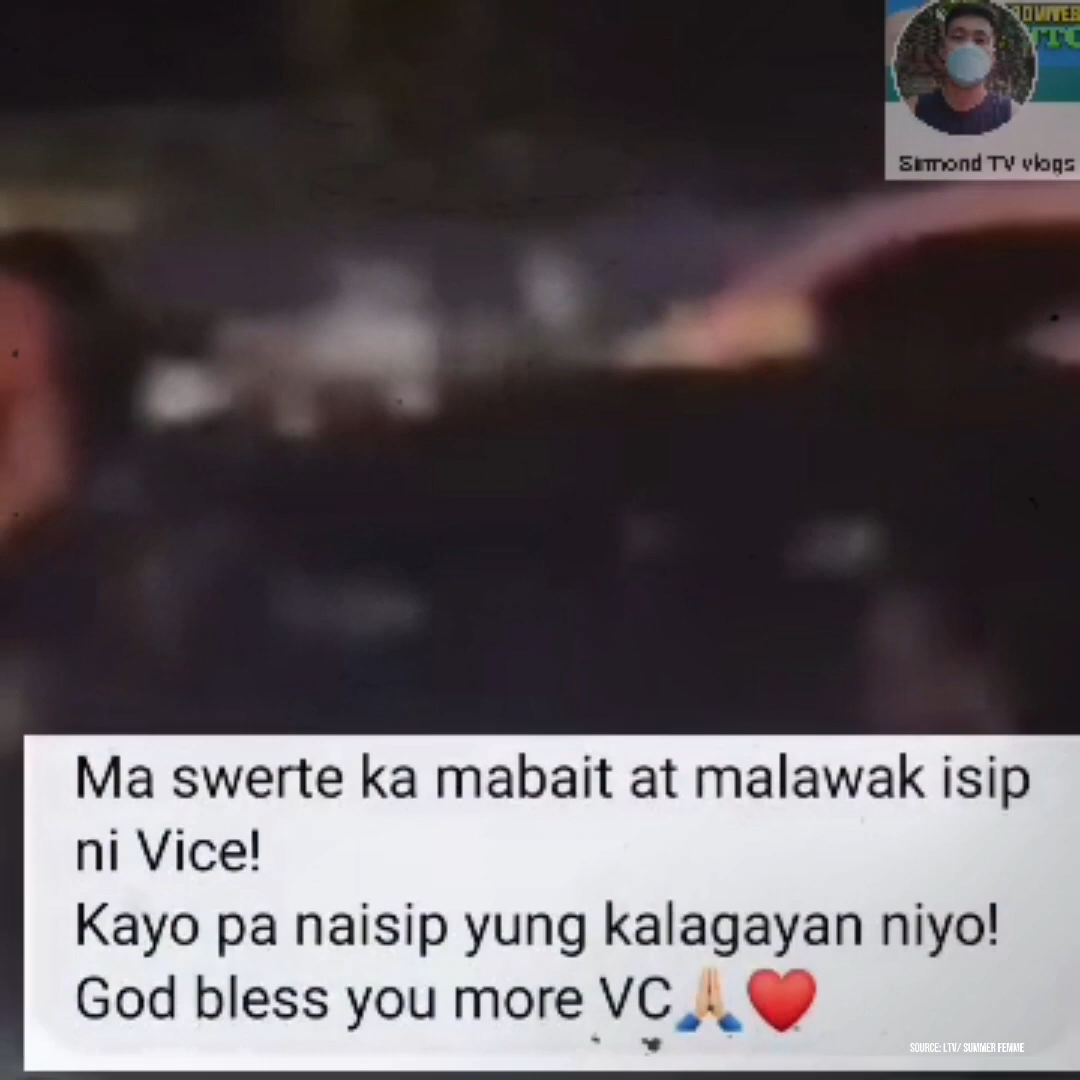 Sirmond TV vlogs
Ma swerte ka mabait at malawak isip
ni Vice!
Kayo pa naisip yung kalagayan niyo!
God bless you more VC🙏🏼❤️
SOURCE: LTV/ SUMMER FEMME